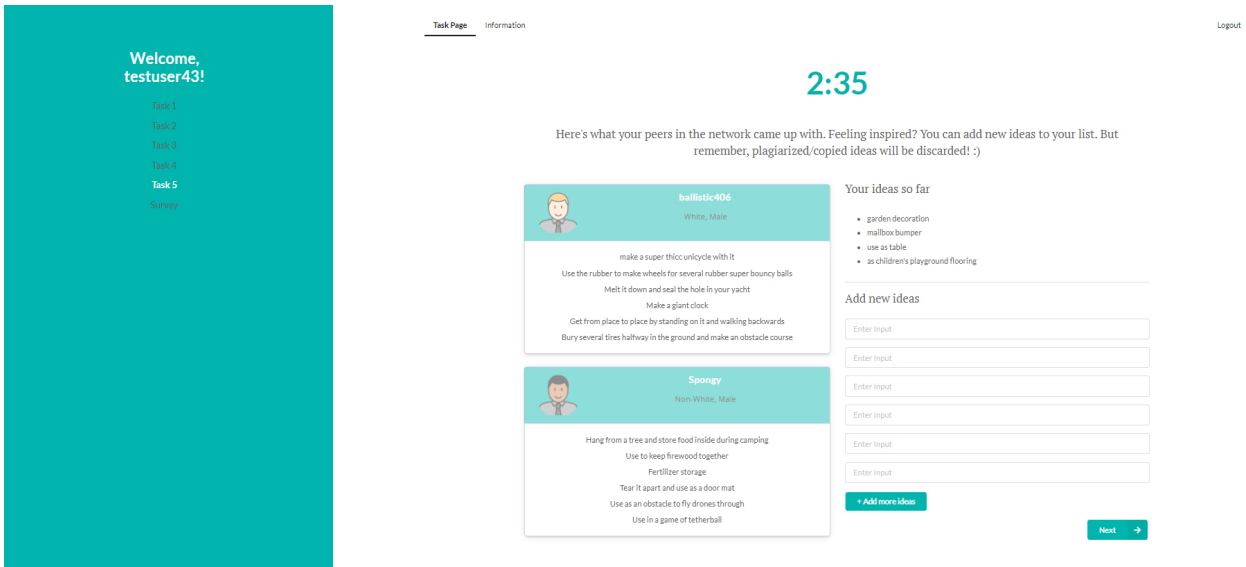 Welcome,
testuser43!
Task 1
Task 2
Task 3
Task 4
Task 5
Survey
Task Page
Information
Logout
2:35
Here's what your peers in the network came up with. Feeling inspired? You can add new ideas to your list. But
remember, plagiarized/copied ideas will be discarded! :)
ballistic406
White, Male
make a super thicc unicycle with it
Use the rubber to make wheels for several rubber super bouncy balls
Melt it down and seal the hole in your yacht
Make a giant clock
Get from place to place by standing on it and walking backwards
Bury several tires halfway in the ground and make an obstacle course
Spongy
Non-White, Male
Hang from a tree and store food inside during camping
Use to keep firewood together
Fertilizer storage
Tear it apart and use as a door mat
Use as an obstacle to fly drones through
Use in a game of tetherball
Your ideas so far
garden decoration
mailbox bumper
use as table
as children's playground flooring
Add new ideas
Enter Input
Enter Input
Enter Input
Enter Input
Enter Input
Enter Input
+ Add more ideas
Next